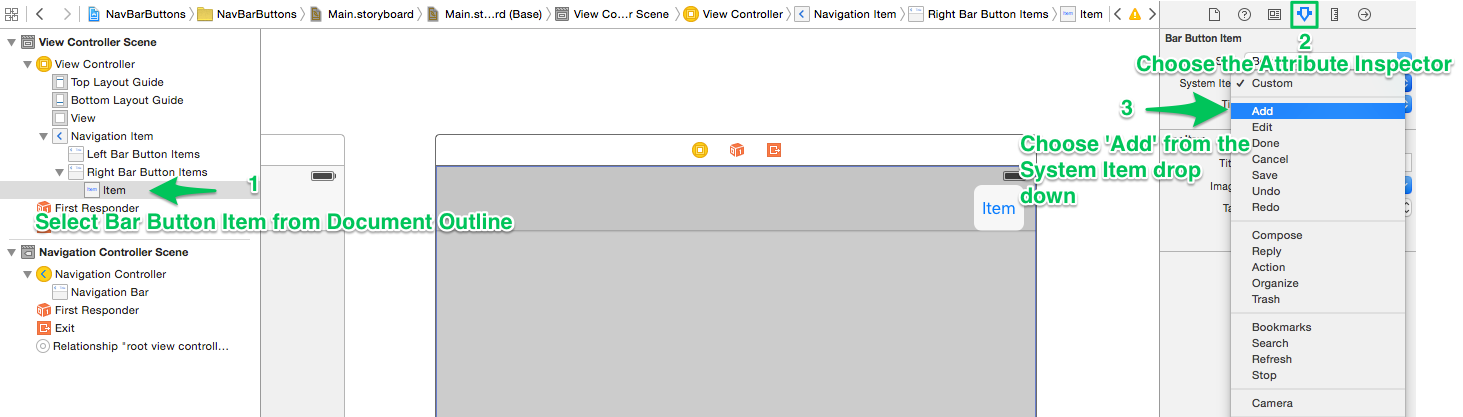 NavBarButtons
NavBarButtons
Main.storyboard
Main.st...rd (Base)
View Co...r Scene
View Controller
Navigation Item
Right Bar Button Items
Item
View Controller Scene
View Controller
Top Layout Guide
Bottom Layout Guide
View
Navigation Item
Left Bar Button Items
Right Bar Button Items
Item
1
First Responder
Select Bar Button Item from Document Outline
Navigation Controller Scene
Navigation Controller
Navigation Bar
First Responder
Exit
Relationship "root view controll...
Item
Bar Button Item
2
Choose the Attribute Inspector
System Ite
Custom
3
Add
Choose 'Add' from the
System Item drop
down
Edit
Done
Cancel
Save
Undo
Redo
Compose
Reply
Action
Organize
Trash
Bookmarks
Search
Refresh
Stop
Camera
Tit
Imag
Ta